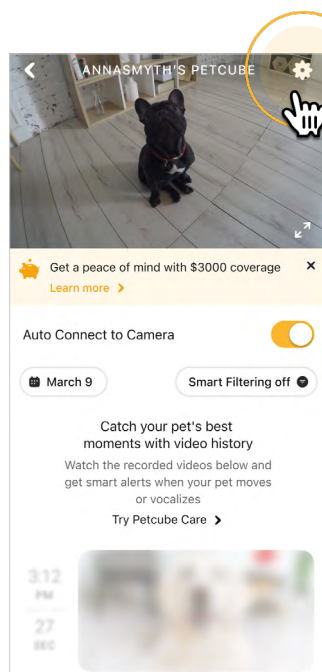 ANNASMYTH'S PETCUBE
Get a peace of mind with $3000 coverage
Learn more
Auto Connect to Camera
March 9
Smart Filtering off
Catch your pet's best
moments with video history
Watch the recorded videos below and
get smart alerts when your pet moves
or vocalizes
Try Petcube Care
3:12
PM
27
SEC